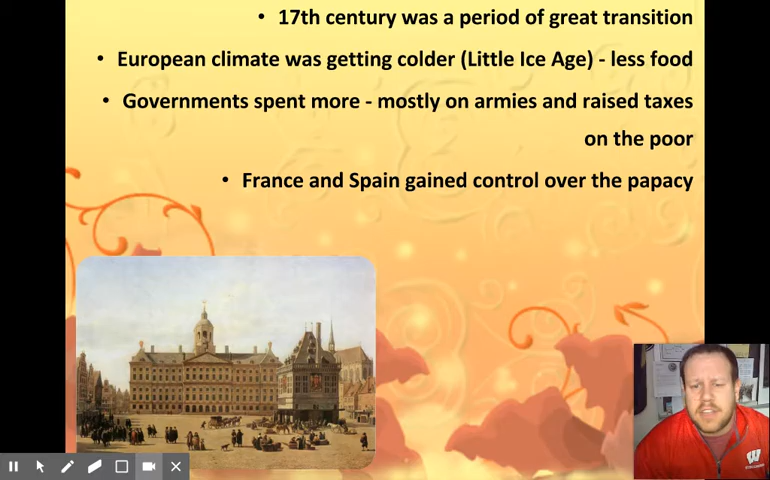 • 17th century was a period of great transition
• European climate was getting colder (Little Ice Age) - less food
• Governments spent more - mostly on armies and raised taxes
on the poor
• France and Spain gained control over the papacy
W